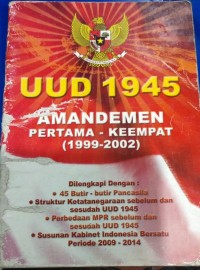 UUD 1945
AMANDEMEN
PERTAMA - KEEMPAT
(1999-2002)
Dilengkapi Dengan :
• 45 Butir - butir Pancasila
• Struktur Ketatanegaraan sebelum dan
sesudah UUD 1945
• Perbedaan MPR sebelum dan
sesudah UUD 1945
• Susunan Kabinet Indonesia Bersatu
Periode 2009 - 2014